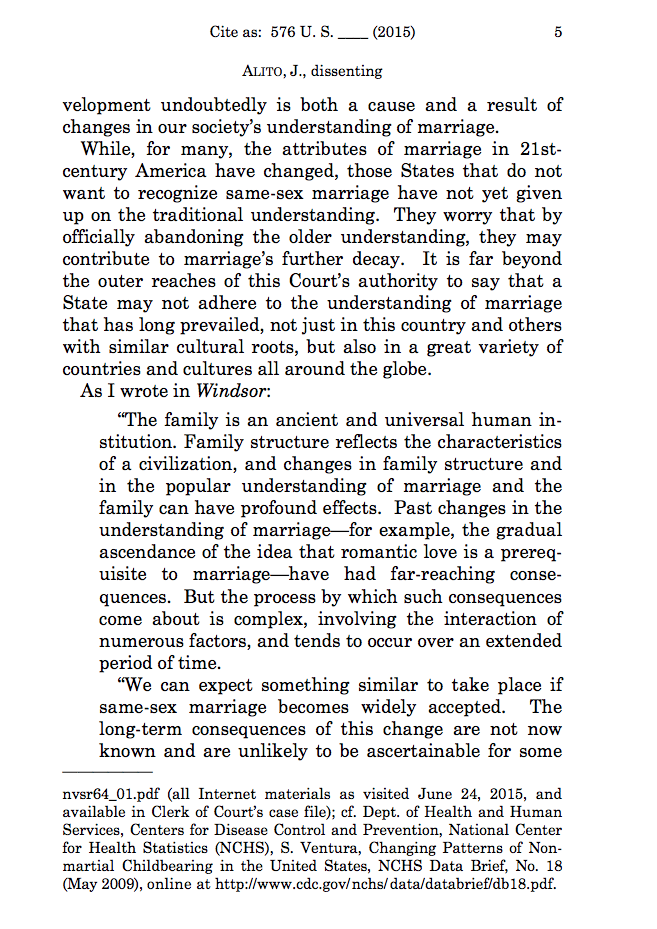 Cite as: 576 U. S. ____ (2015) 5
ALITO, J., dissenting
velopment undoubtedly is both a cause and a result of
changes in our society’s understanding of marriage.
While, for many, the attributes of marriage in 21st-
century America have changed, those States that do not
want to recognize same-sex marriage have not yet given
up on the traditional understanding. They worry that by
officially abandoning the older understanding, they may
contribute to marriage’s further decay. It is far beyond
the outer reaches of this Court’s authority to say that a
State may not adhere to the understanding of marriage
that has long prevailed, not just in this country and others
with similar cultural roots, but also in a great variety of
countries and cultures all around the globe.
As I wrote in Windsor:
“The family is an ancient and universal human in-
stitution. Family structure reflects the characteristics
of a civilization, and changes in family structure and
in the popular understanding of marriage and the
family can have profound effects. Past changes in the
understanding of marriage—for example, the gradual
ascendance of the idea that romantic love is a prereq-
uisite to marriage—have had far-reaching conse-
quences. But the process by which such consequences
come about is complex, involving the interaction of
numerous factors, and tends to occur over an extended
period of time.
“We can expect something similar to take place if
same-sex marriage becomes widely accepted. The
long-term consequences of this change are not now
known and are unlikely to be ascertainable for some
nvsr64_01.pdf (all Internet materials as visited June 24, 2015, and
available in Clerk of Court’s case file); cf. Dept. of Health and Human
Services, Centers for Disease Control and Prevention, National Center
for Health Statistics (NCHS), S. Ventura, Changing Patterns of Non-
martial Childbearing in the United States, NCHS Data Brief, No. 18
(May 2009), online at http://www.cdc.gov/nchs/data/databrief/db18.pdf.